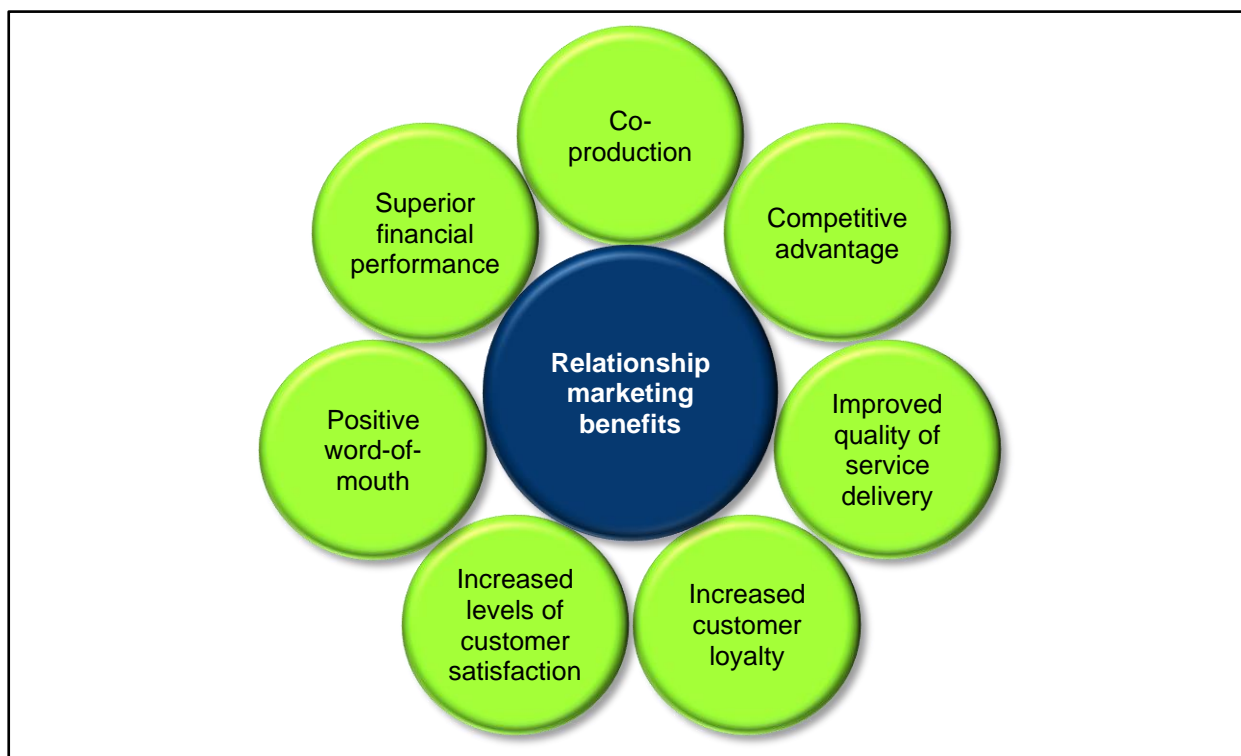 Co-
production
Competitive
advantage
Improved
quality of
service
delivery
Increased
customer
loyalty
Increased
levels of
customer
satisfaction
Positive
word-of-
mouth
Superior
financial
performance
Relationship
marketing
benefits